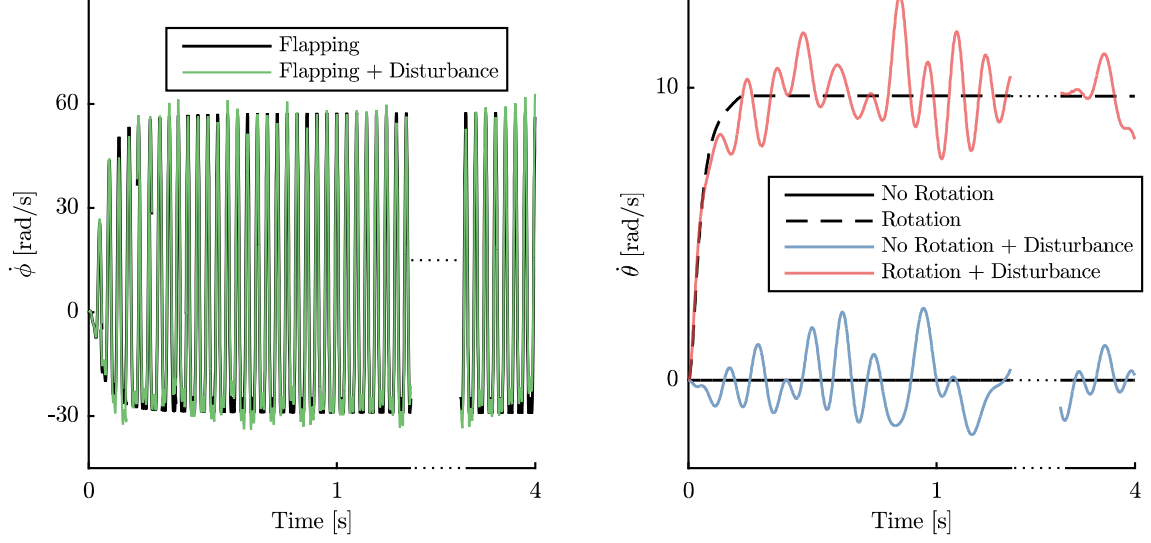 Flapping
Flapping + Disturbance
60
30
0
-30
ϕ̇ [rad/s]
0 1 4
Time [s]
10
0
θ̇ [rad/s]
No Rotation
Rotation
No Rotation + Disturbance
Rotation + Disturbance
0 1 4
Time [s]